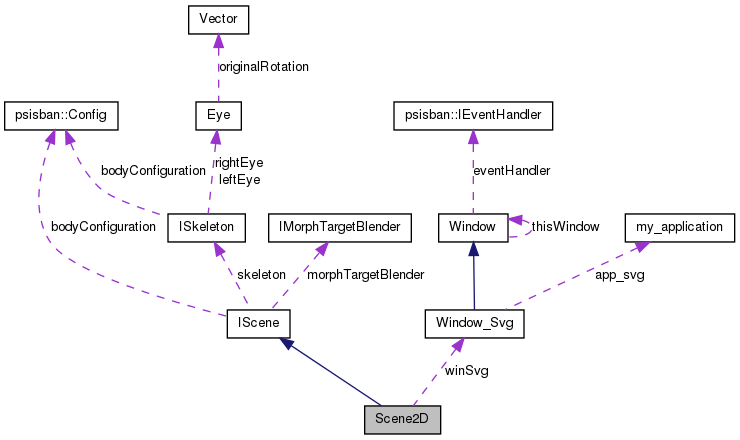 Vector
originalRotation
psisban::Config
Eye
psisban::IEventHandler
bodyConfiguration
rightEye
leftEye
eventHandler
bodyConfiguration
ISkeleton
IMorphTargetBlender
Window
thisWindow
my_application
skeleton
morphTargetBlender
app_svg
IScene
Window_Svg
winSvg
Scene2D